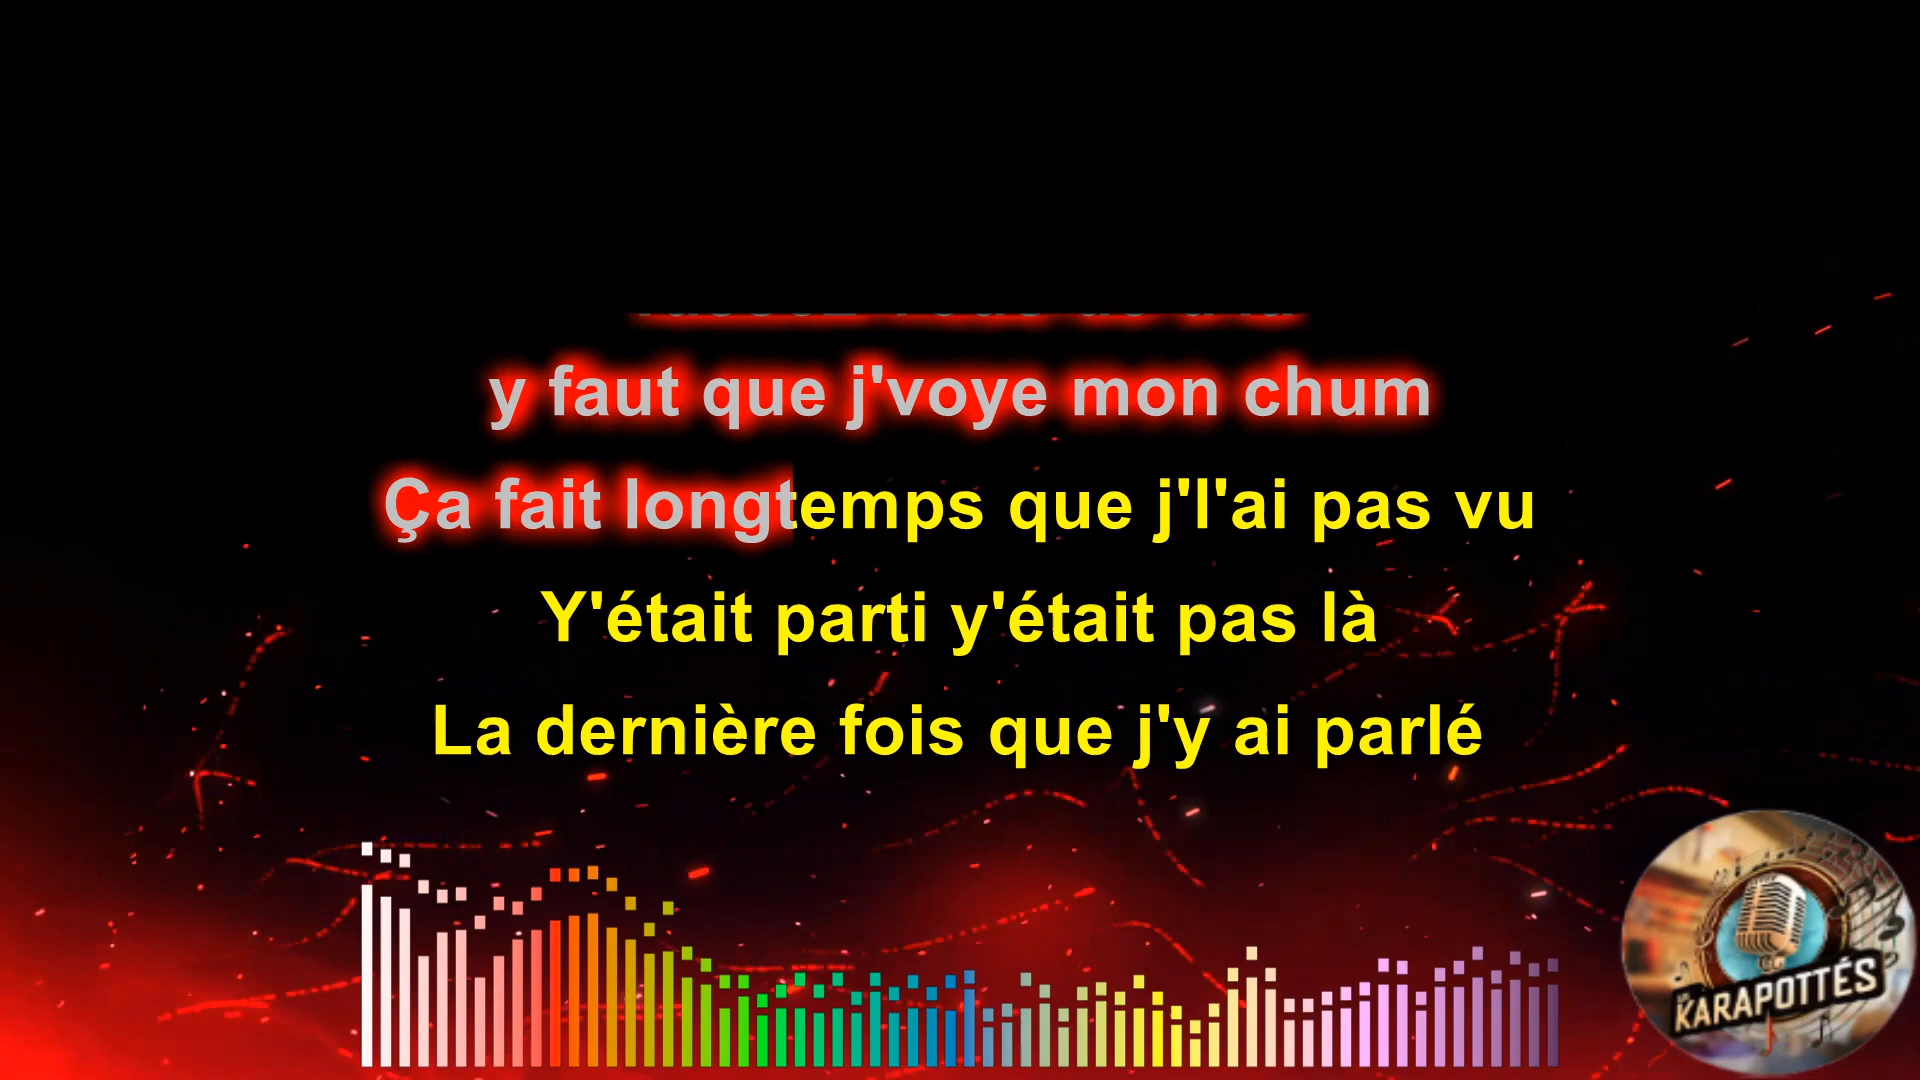 y faut que j'voye mon chum
Ça fait longtemps que j'l'ai pas vu
Y'était parti y'était pas là
La dernière fois que j'y ai parlé
KARAPOTTÉS